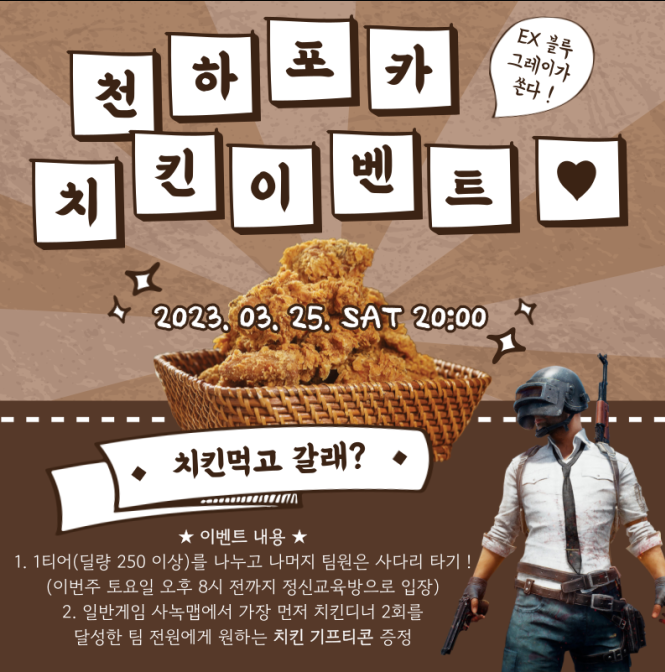 천하포카
EX 블루
그레이가
쏜다 !
치킨이벤트 ♥
2023. 03. 25. SAT 20:00
◆ 치킨먹고 갈래? ◆
★ 이벤트 내용 ★
1. 1티어(딜량 250 이상)를 나누고 나머지 팀원은 사다리 타기 !
(이번주 토요일 오후 8시 전까지 정신교육방으로 입장)
2. 일반게임 사녹맵에서 가장 먼저 치킨디너 2회를
달성한 팀 전원에게 원하는 치킨 기프티콘 증정